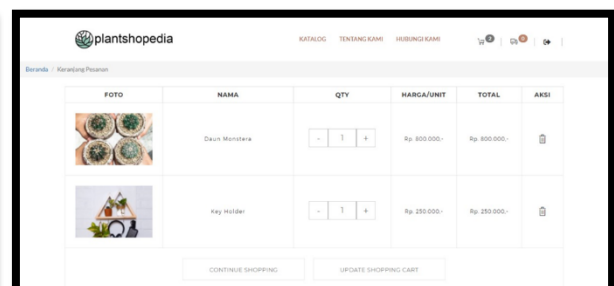 plantshopedia
KATALOG TENTANG KAMI HUBUNGI KAMI
Beranda / Keranjang Pesanan
FOTO NAMA QTY HARGA/UNIT TOTAL AKSI
Daun Monstera - 1 + Rp. 800.000,- Rp. 800.000,-
Key Holder - 1 + Rp. 250.000,- Rp. 250.000,-
CONTINUE SHOPPING UPDATE SHOPPING CART